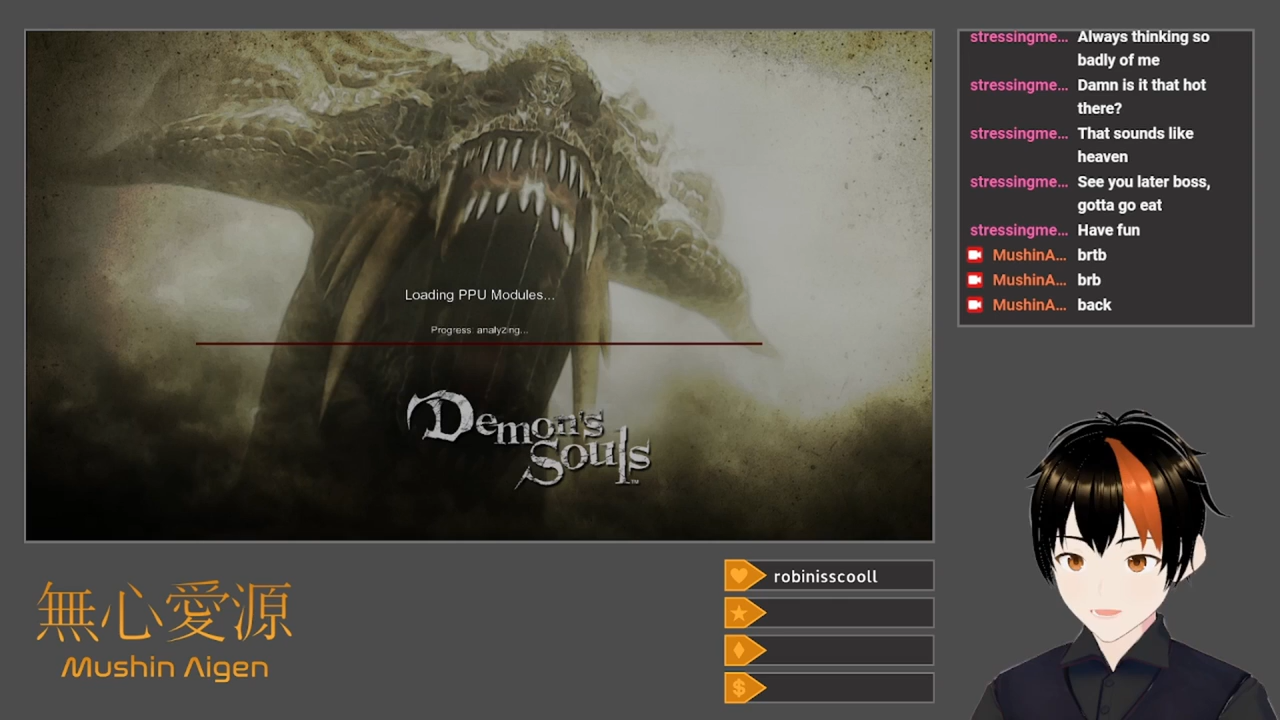 Loading PPU Modules...
Progress: analyzing...
Demon's
Souls
TM
stressingme... Always thinking so
badly of me
stressingme... Damn is it that hot
there?
stressingme... That sounds like
heaven
stressingme... See you later boss,
gotta go eat
stressingme... Have fun
MushinA... brtb
MushinA... brb
MushinA... back
robinisscooll
$
無心愛源
Mushin Aigen